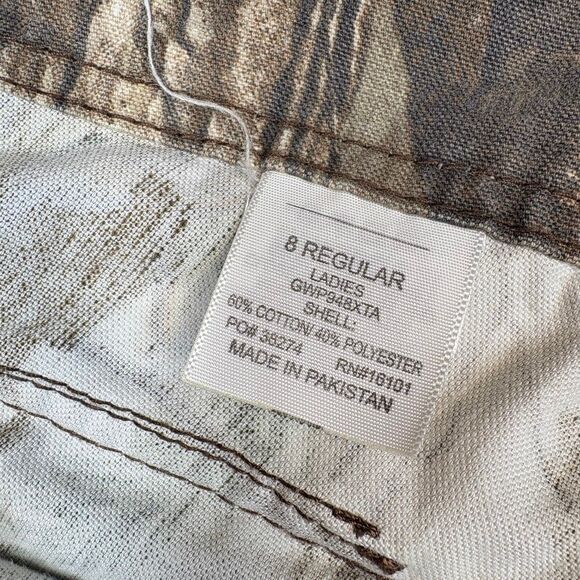 8 REGULAR
LADIES
GWP948XTA
SHELL:
60% COTTON/ 40% POLYESTER
PO# 38274 RN#16101
MADE IN PAKISTAN